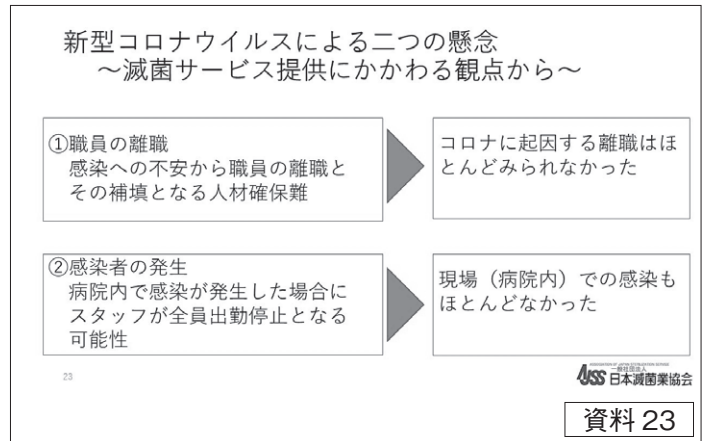 新型コロナウイルスによる二つの懸念
～滅菌サービス提供にかかわる観点から～
①職員の離職
感染への不安から職員の離職と
その補填となる人材確保難
コロナに起因する離職はほ
とんどみられなかった
②感染者の発生
病院内で感染が発生した場合に
スタッフが全員出勤停止となる
可能性
現場（病院内）での感染も
ほとんどなかった
23
一般社団法人
日本滅菌業協会
資料 23